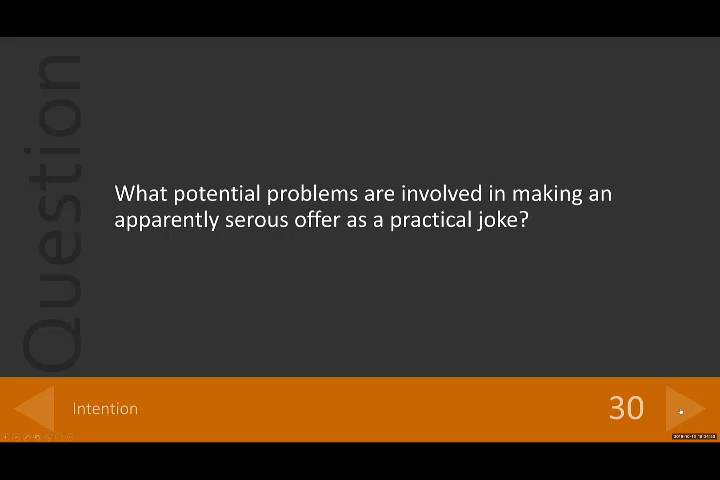 Question
What potential problems are involved in making an
apparently serous offer as a practical joke?
Intention
30